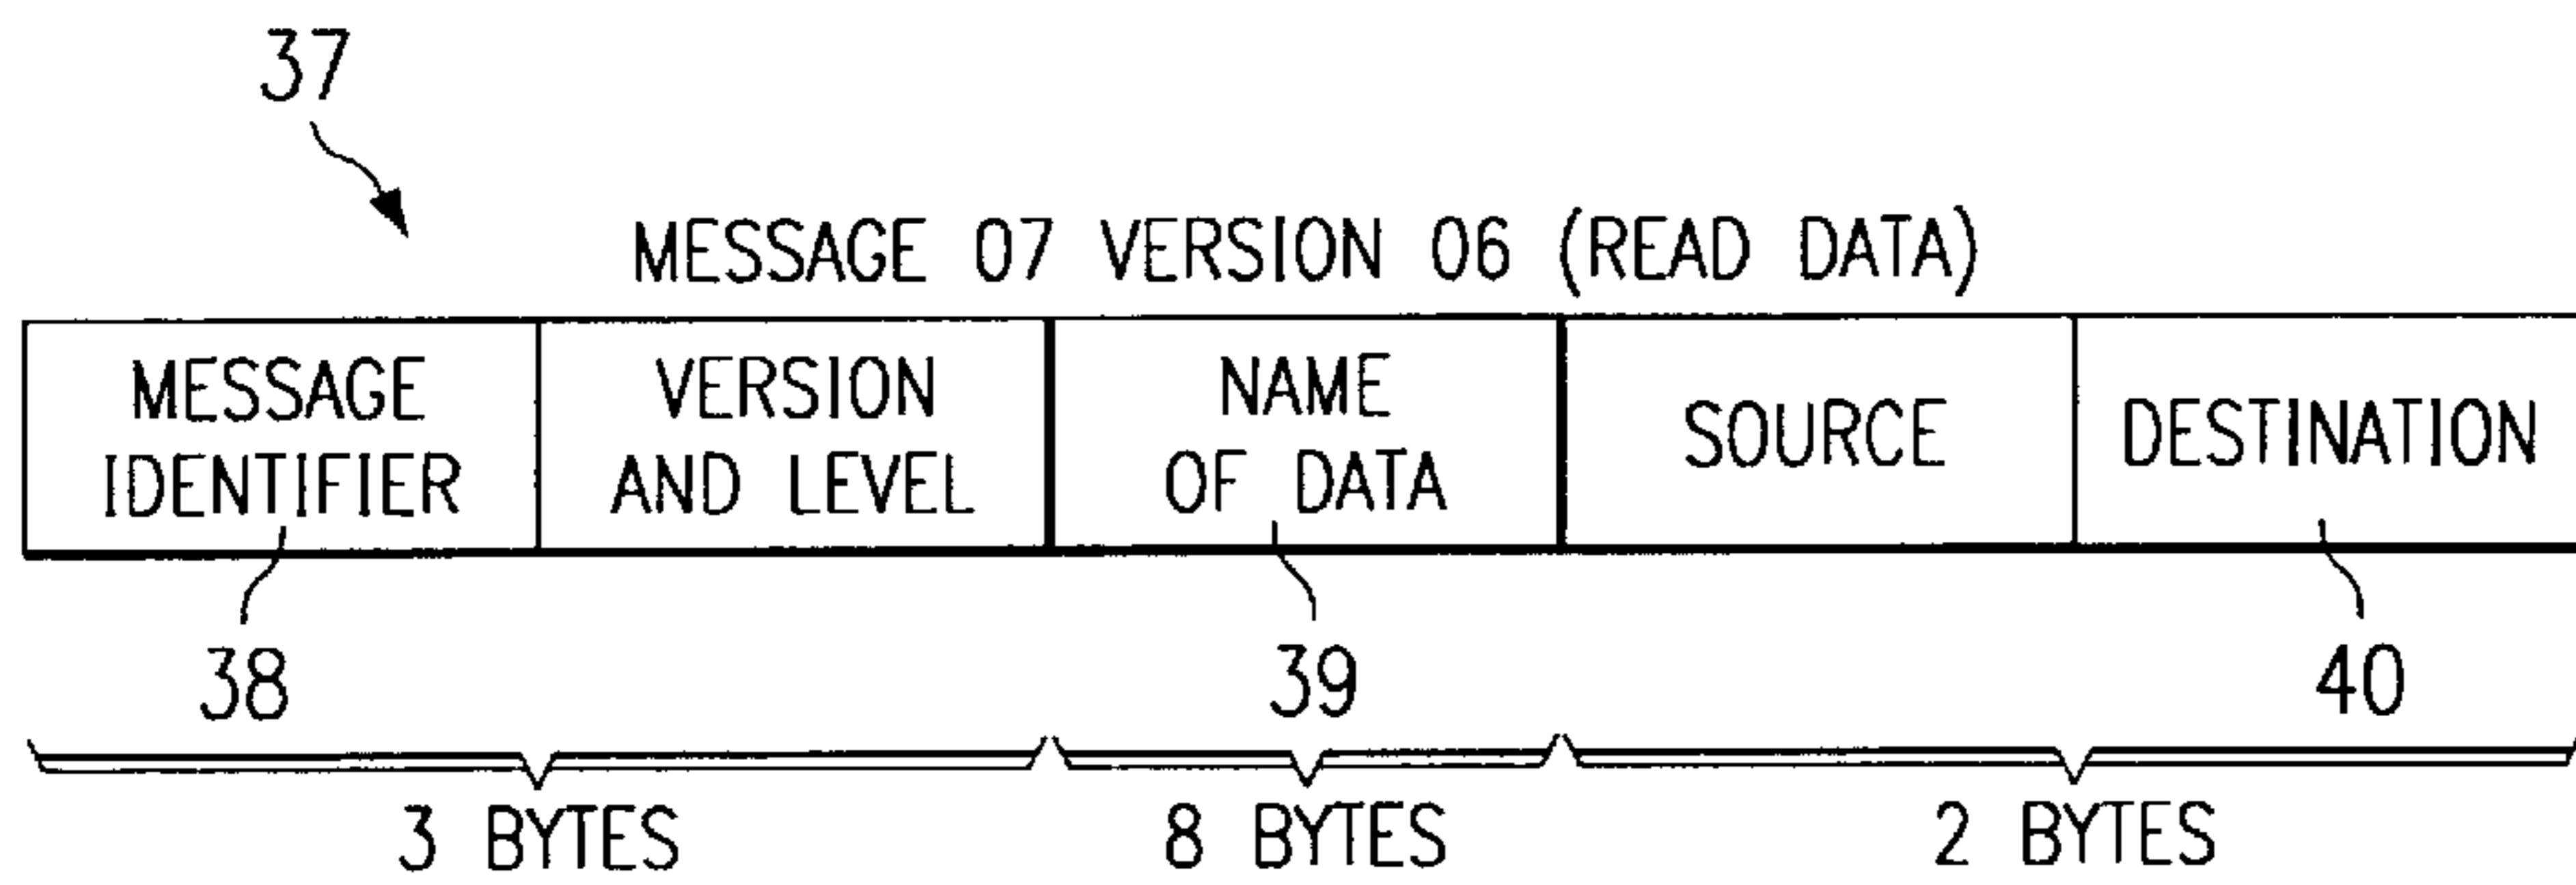 37
MESSAGE 07 VERSION 06 (READ DATA)
MESSAGE
IDENTIFIER
VERSION
AND LEVEL
NAME
OF DATA
SOURCE
DESTINATION
38
39
40
3 BYTES
8 BYTES
2 BYTES